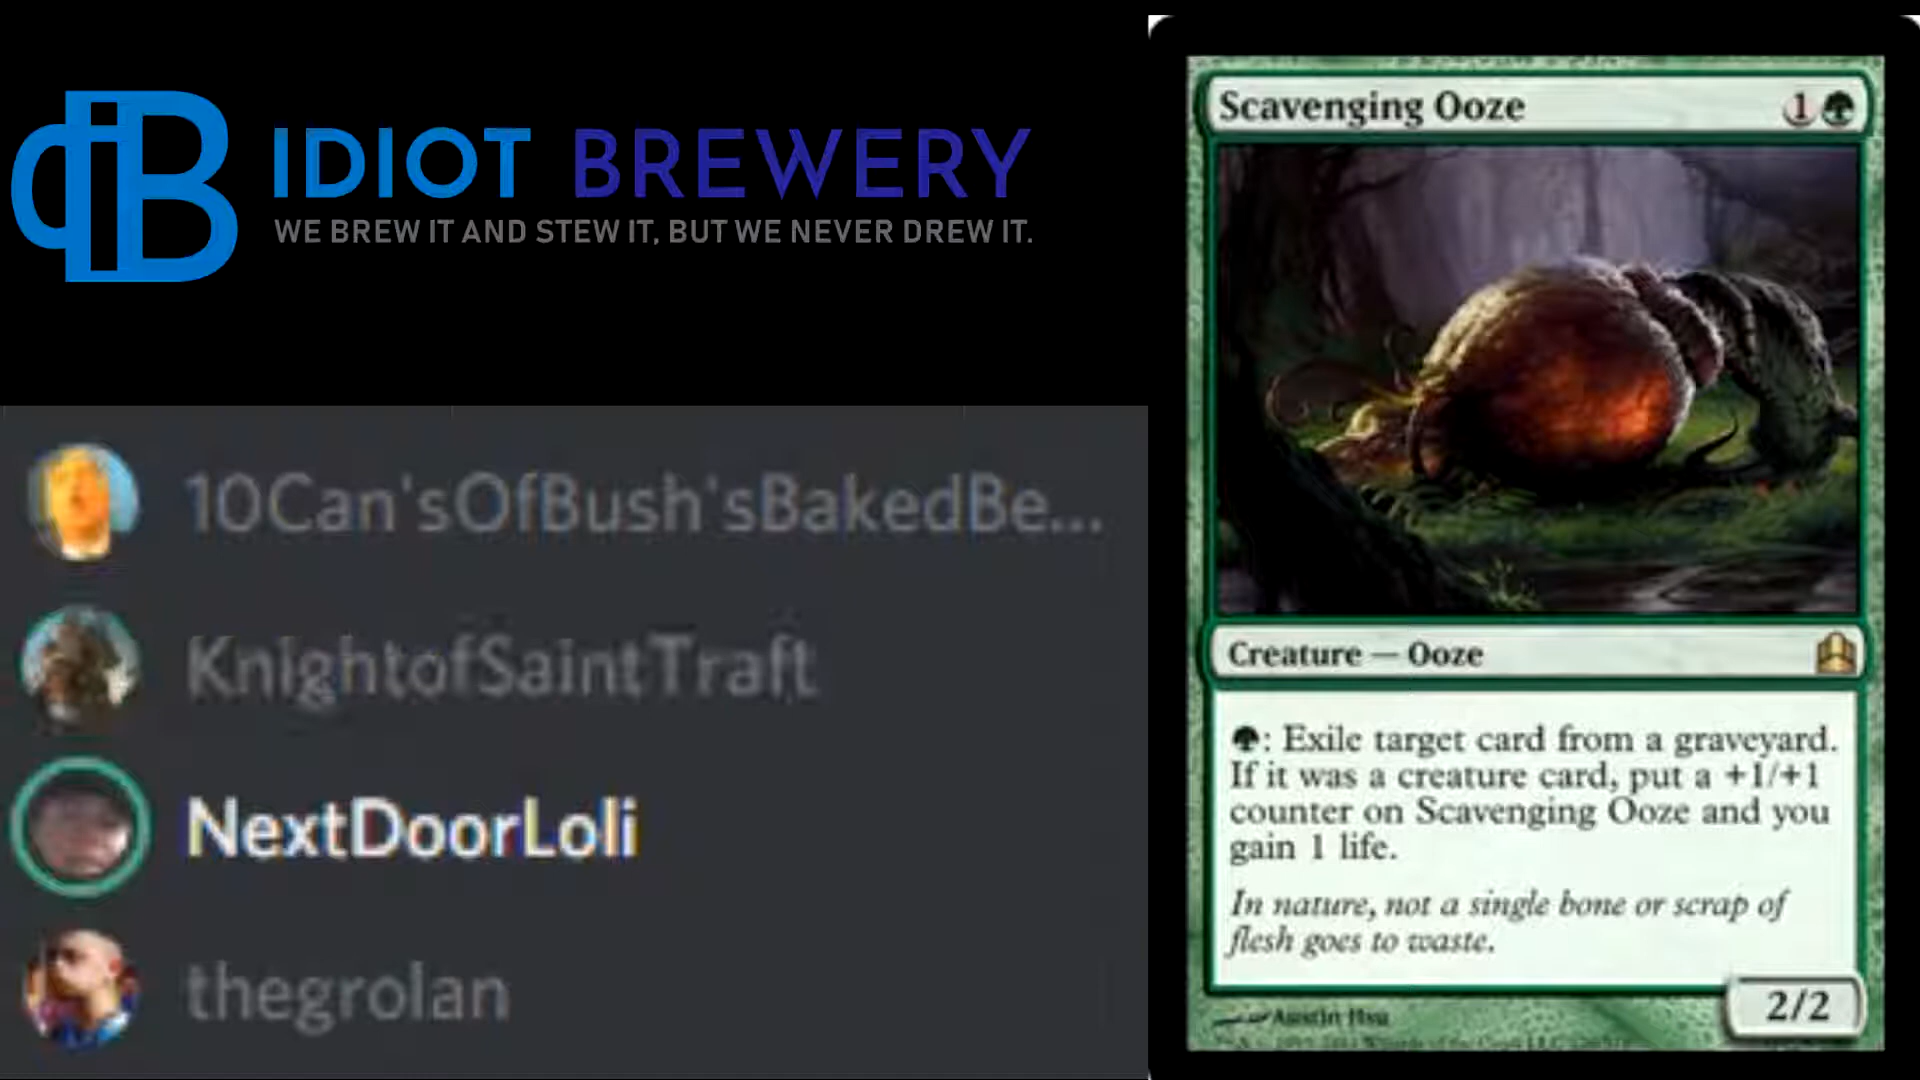 iB IDIOT BREWERY
WE BREW IT AND STEW IT, BUT WE NEVER DREW IT.
10Can'sOfBush'sBakedBe...
KnightofSaintTraft
NextDoorLoli
thegrolan
Scavenging Ooze 1
Creature — Ooze
: Exile target card from a graveyard.
If it was a creature card, put a +1/+1
counter on Scavenging Ooze and you
gain 1 life.
In nature, not a single bone or scrap of
flesh goes to waste.
2/2
Austin Hsu